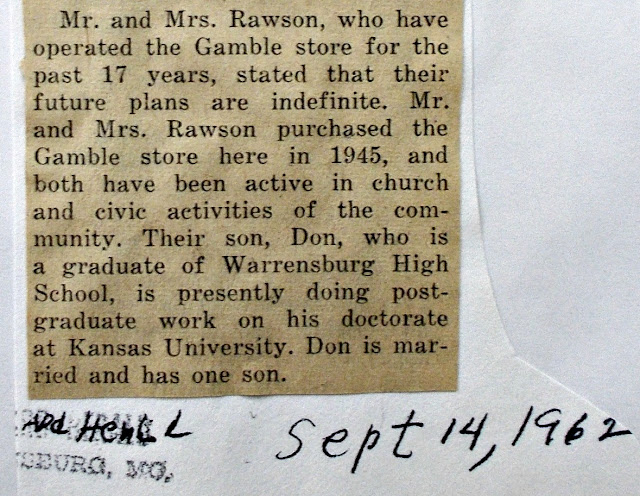 Mr. and Mrs. Rawson, who have
operated the Gamble store for the
past 17 years, stated that their
future plans are indefinite. Mr.
and Mrs. Rawson purchased the
Gamble store here in 1945, and
both have been active in church
and civic activities of the com-
munity. Their son, Don, who is
a graduate of Warrensburg High
School, is presently doing post-
graduate work on his doctorate
at Kansas University. Don is mar-
ried and has one son.
Sept 14, 1962
SBURG, MO.